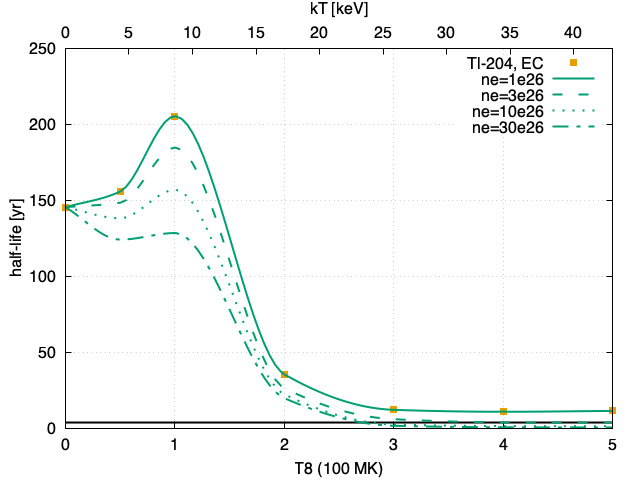 kT [keV]
0 5 10 15 20 25 30 35 40
250
200
150
100
50
0
half-life [yr]
Tl-204, EC
ne=1e26
ne=3e26
ne=10e26
ne=30e26
0 1 2 3 4 5
T8 (100 MK)